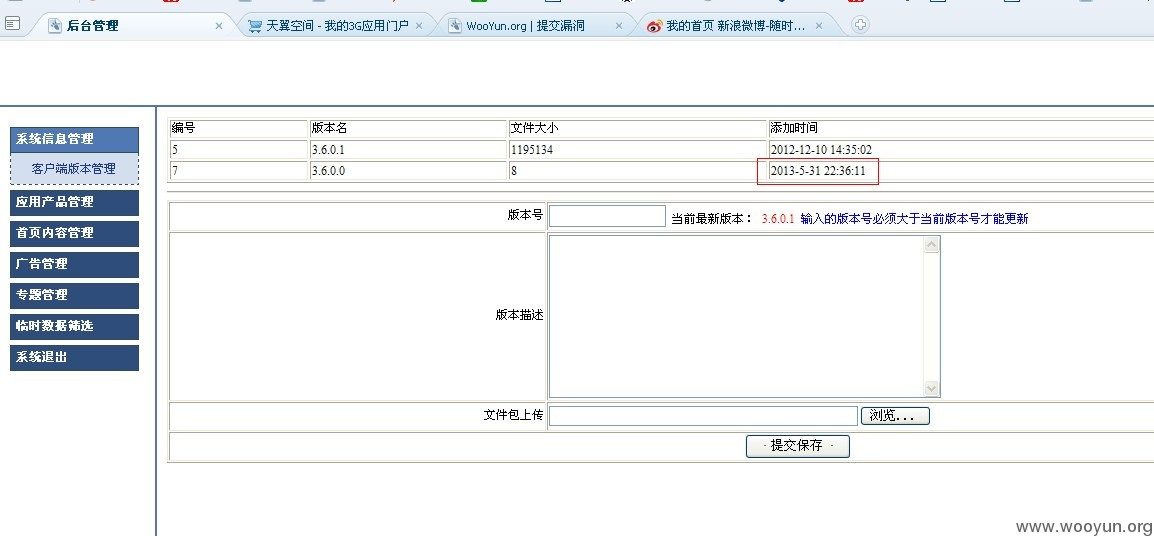 后台管理 × 天翼空间 - 我的3G应用门户 × WooYun.org | 提交漏洞 × 我的首页 新浪微博-随时... ×
系统信息管理
客户端版本管理
应用产品管理
首页内容管理
广告管理
专题管理
临时数据筛选
系统退出
编号 版本名 文件大小 添加时间
5 3.6.0.1 1195134 2012-12-10 14:35:02
7 3.6.0.0 8 2013-5-31 22:36:11
版本号 当前最新版本： 3.6.0.1 输入的版本号必须大于当前版本号才能更新
版本描述
文件包上传 浏览...
· 提交保存 ·
www.wooyun.org